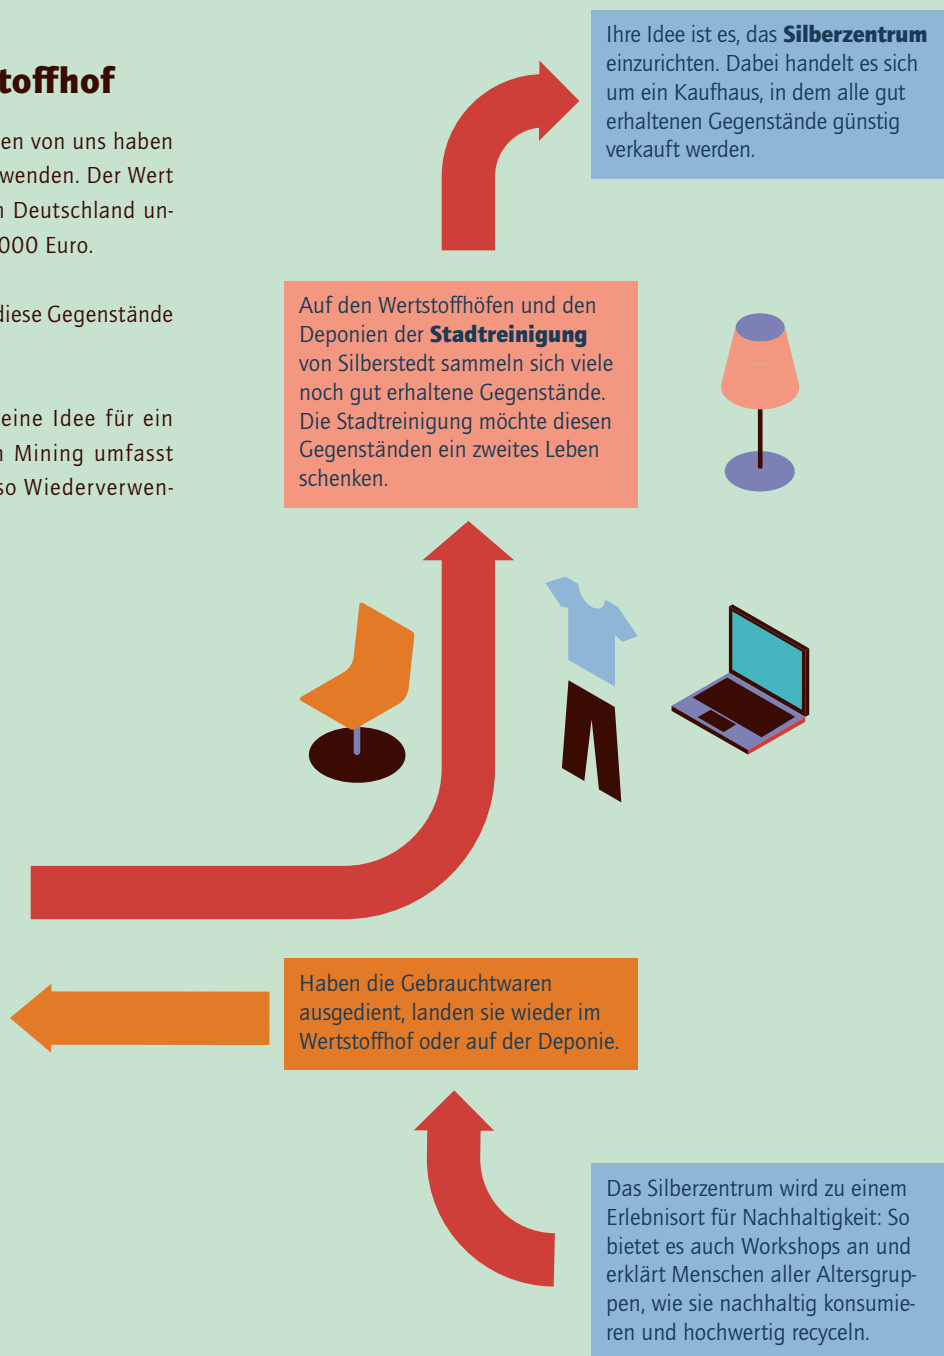 toffhof
en von uns haben
wenden. Der Wert
n Deutschland un-
000 Euro.
diese Gegenstände
eine Idee für ein
n Mining umfasst
so Wiederverwen-
Ihre Idee ist es, das Silberzentrum
einzurichten. Dabei handelt es sich
um ein Kaufhaus, in dem alle gut
erhaltenen Gegenstände günstig
verkauft werden.
Auf den Wertstoffhöfen und den
Deponien der Stadtreinigung
von Silberstedt sammeln sich viele
noch gut erhaltene Gegenstände.
Die Stadtreinigung möchte diesen
Gegenständen ein zweites Leben
schenken.
Haben die Gebrauchtwaren
ausgedient, landen sie wieder im
Wertstoffhof oder auf der Deponie.
Das Silberzentrum wird zu einem
Erlebnisort für Nachhaltigkeit: So
bietet es auch Workshops an und
erklärt Menschen aller Altersgrup-
pen, wie sie nachhaltig konsumie-
ren und hochwertig recyceln.